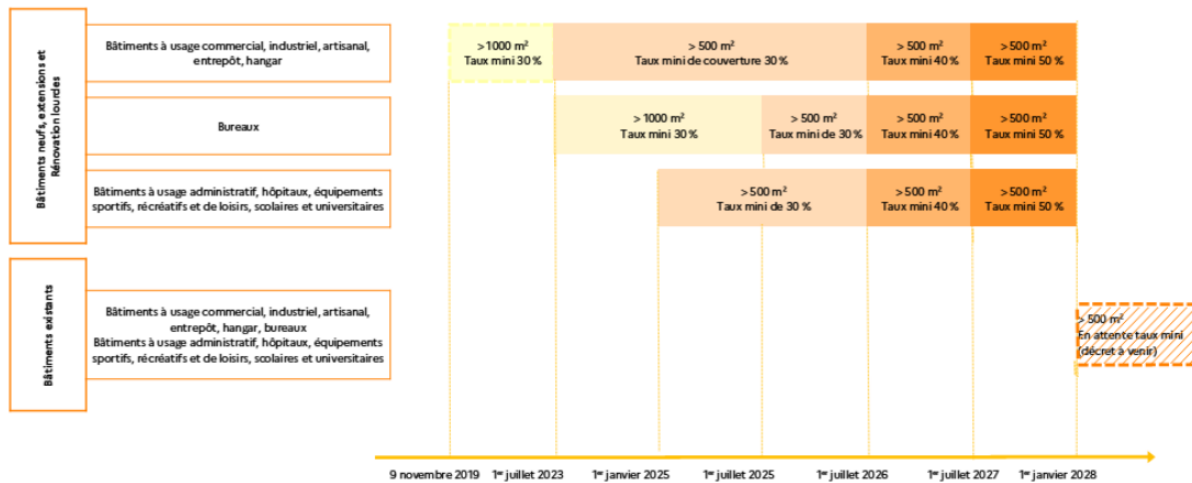 Bâtiments neufs, extensions et
Rénovation lourdes
Bâtiments à usage commercial, industriel, artisanal,
entrepôt, hangar
> 1000 m²
Taux mini 30 %
> 500 m²
Taux mini de couverture 30 %
> 500 m²
Taux mini 40 %
> 500 m²
Taux mini 50 %
Bureaux
> 1000 m²
Taux mini 30 %
> 500 m²
Taux mini de 30 %
> 500 m²
Taux mini 40 %
> 500 m²
Taux mini 50 %
Bâtiments à usage administratif, hôpitaux, équipements
sportifs, récréatifs et de loisirs, scolaires et universitaires
> 500 m²
Taux mini de 30 %
> 500 m²
Taux mini 40 %
> 500 m²
Taux mini 50 %
Bâtiments existants
Bâtiments à usage commercial, industriel, artisanal,
entrepôt, hangar, bureaux
Bâtiments à usage administratif, hôpitaux, équipements
sportifs, récréatifs et de loisirs, scolaires et universitaires
> 500 m²
En attente taux mini
(décret à venir)
9 novembre 2019
1er juillet 2023
1er janvier 2025
1er juillet 2025
1er juillet 2026
1er juillet 2027
1er janvier 2028